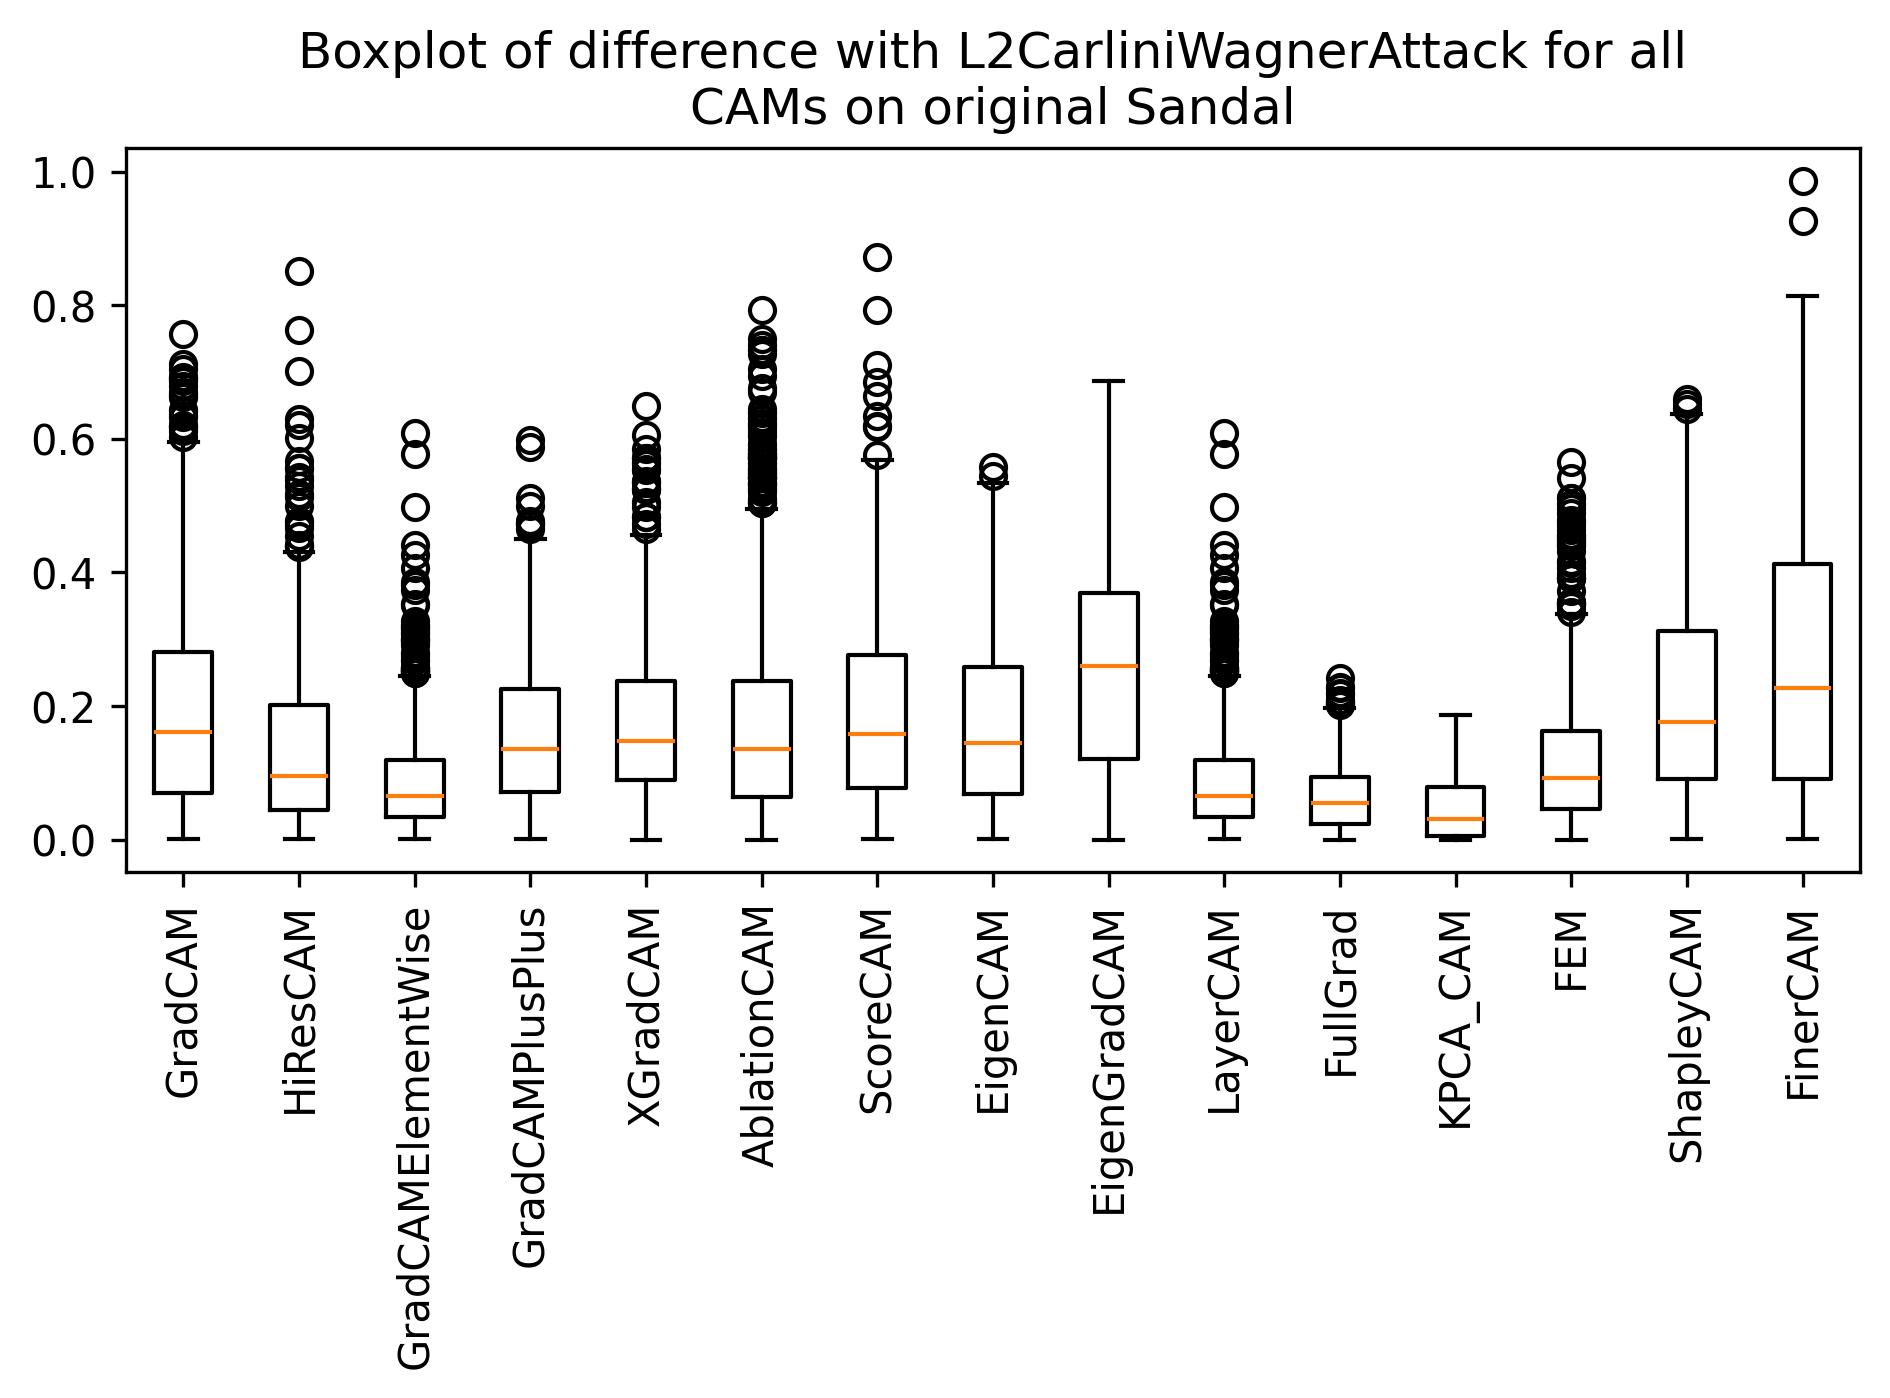 Boxplot of difference with L2CarliniWagnerAttack for all
CAMs on original Sandal
1.0
0.8
0.6
0.4
0.2
0.0
GradCAM
HiResCAM
GradCAMElementWise
GradCAMPlusPlus
XGradCAM
AblationCAM
ScoreCAM
EigenCAM
EigenGradCAM
LayerCAM
FullGrad
KPCA_CAM
FEM
ShapleyCAM
FinerCAM